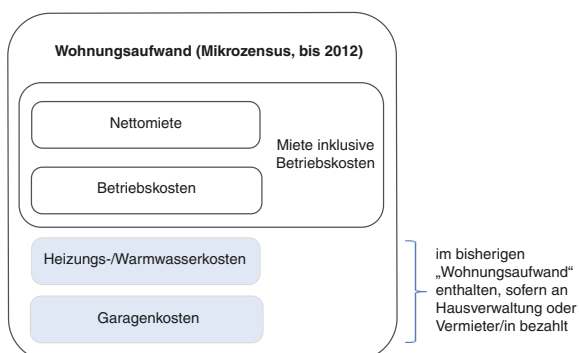 Wohnungsaufwand (Mikrozensus, bis 2012)
Nettomiete
Miete inklusive
Betriebskosten
Betriebskosten
Heizungs-/Warmwasserkosten
Garagenkosten
im bisherigen
„Wohnungsaufwand“
enthalten, sofern an
Hausverwaltung oder
Vermieter/in bezahlt